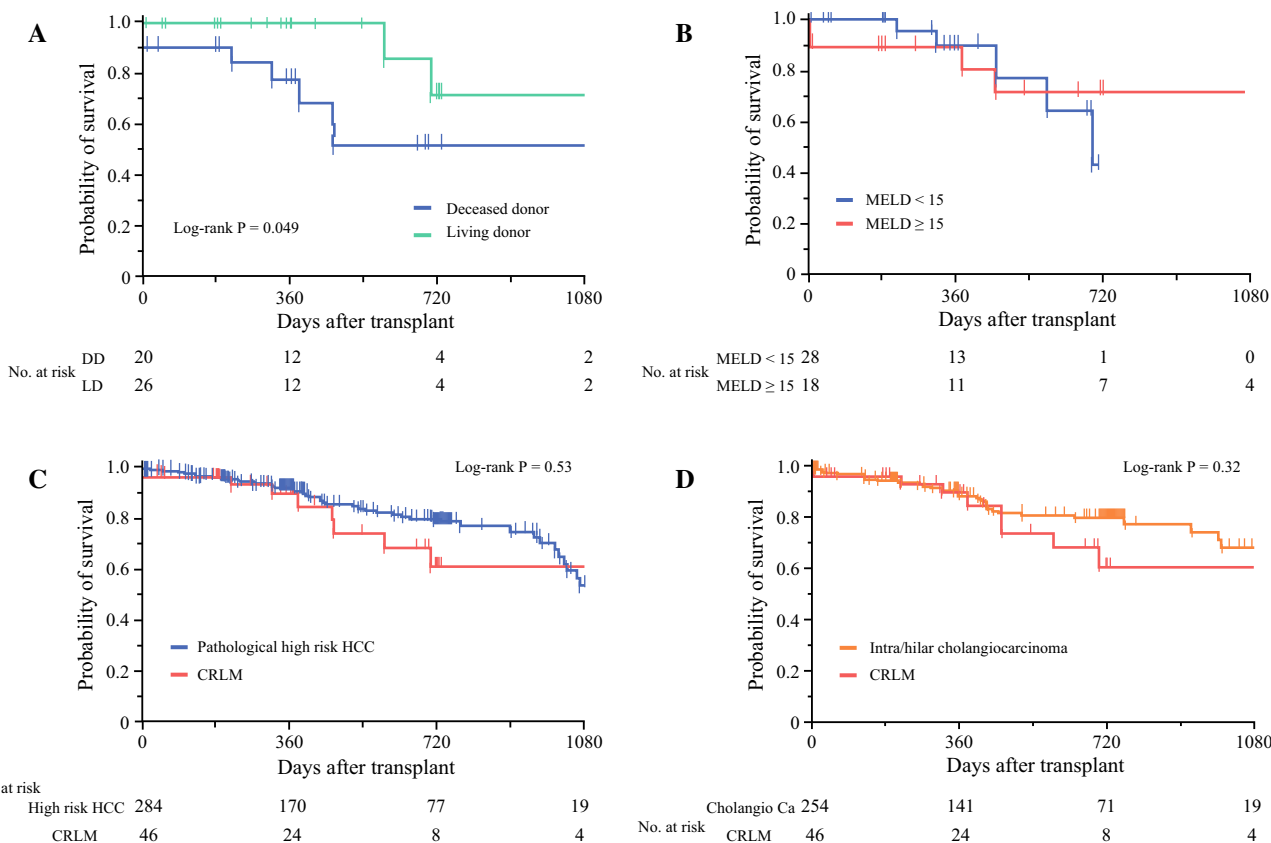 A
Probability of survival
1.0
0.8
0.6
0.4
0.2
0
Log-rank P = 0.049
Deceased donor
Living donor
0 360 720 1080
Days after transplant
No. at risk
DD 20 12 4 2
LD 26 12 4 2
B
Probability of survival
1.0
0.8
0.6
0.4
0.2
0
MELD < 15
MELD ≥ 15
0 360 720 1080
Days after transplant
No. at risk
MELD < 15 28 13 1 0
MELD ≥ 15 18 11 7 4
C
Probability of survival
1.0
0.8
0.6
0.4
0.2
0
Log-rank P = 0.53
Pathological high risk HCC
CRLM
0 360 720 1080
Days after transplant
at risk
High risk HCC 284 170 77 19
CRLM 46 24 8 4
D
Probability of survival
1.0
0.8
0.6
0.4
0.2
0
Log-rank P = 0.32
Intra/hilar cholangiocarcinoma
CRLM
0 360 720 1080
Days after transplant
No. at risk
Cholangio Ca 254 141 71 19
CRLM 46 24 8 4